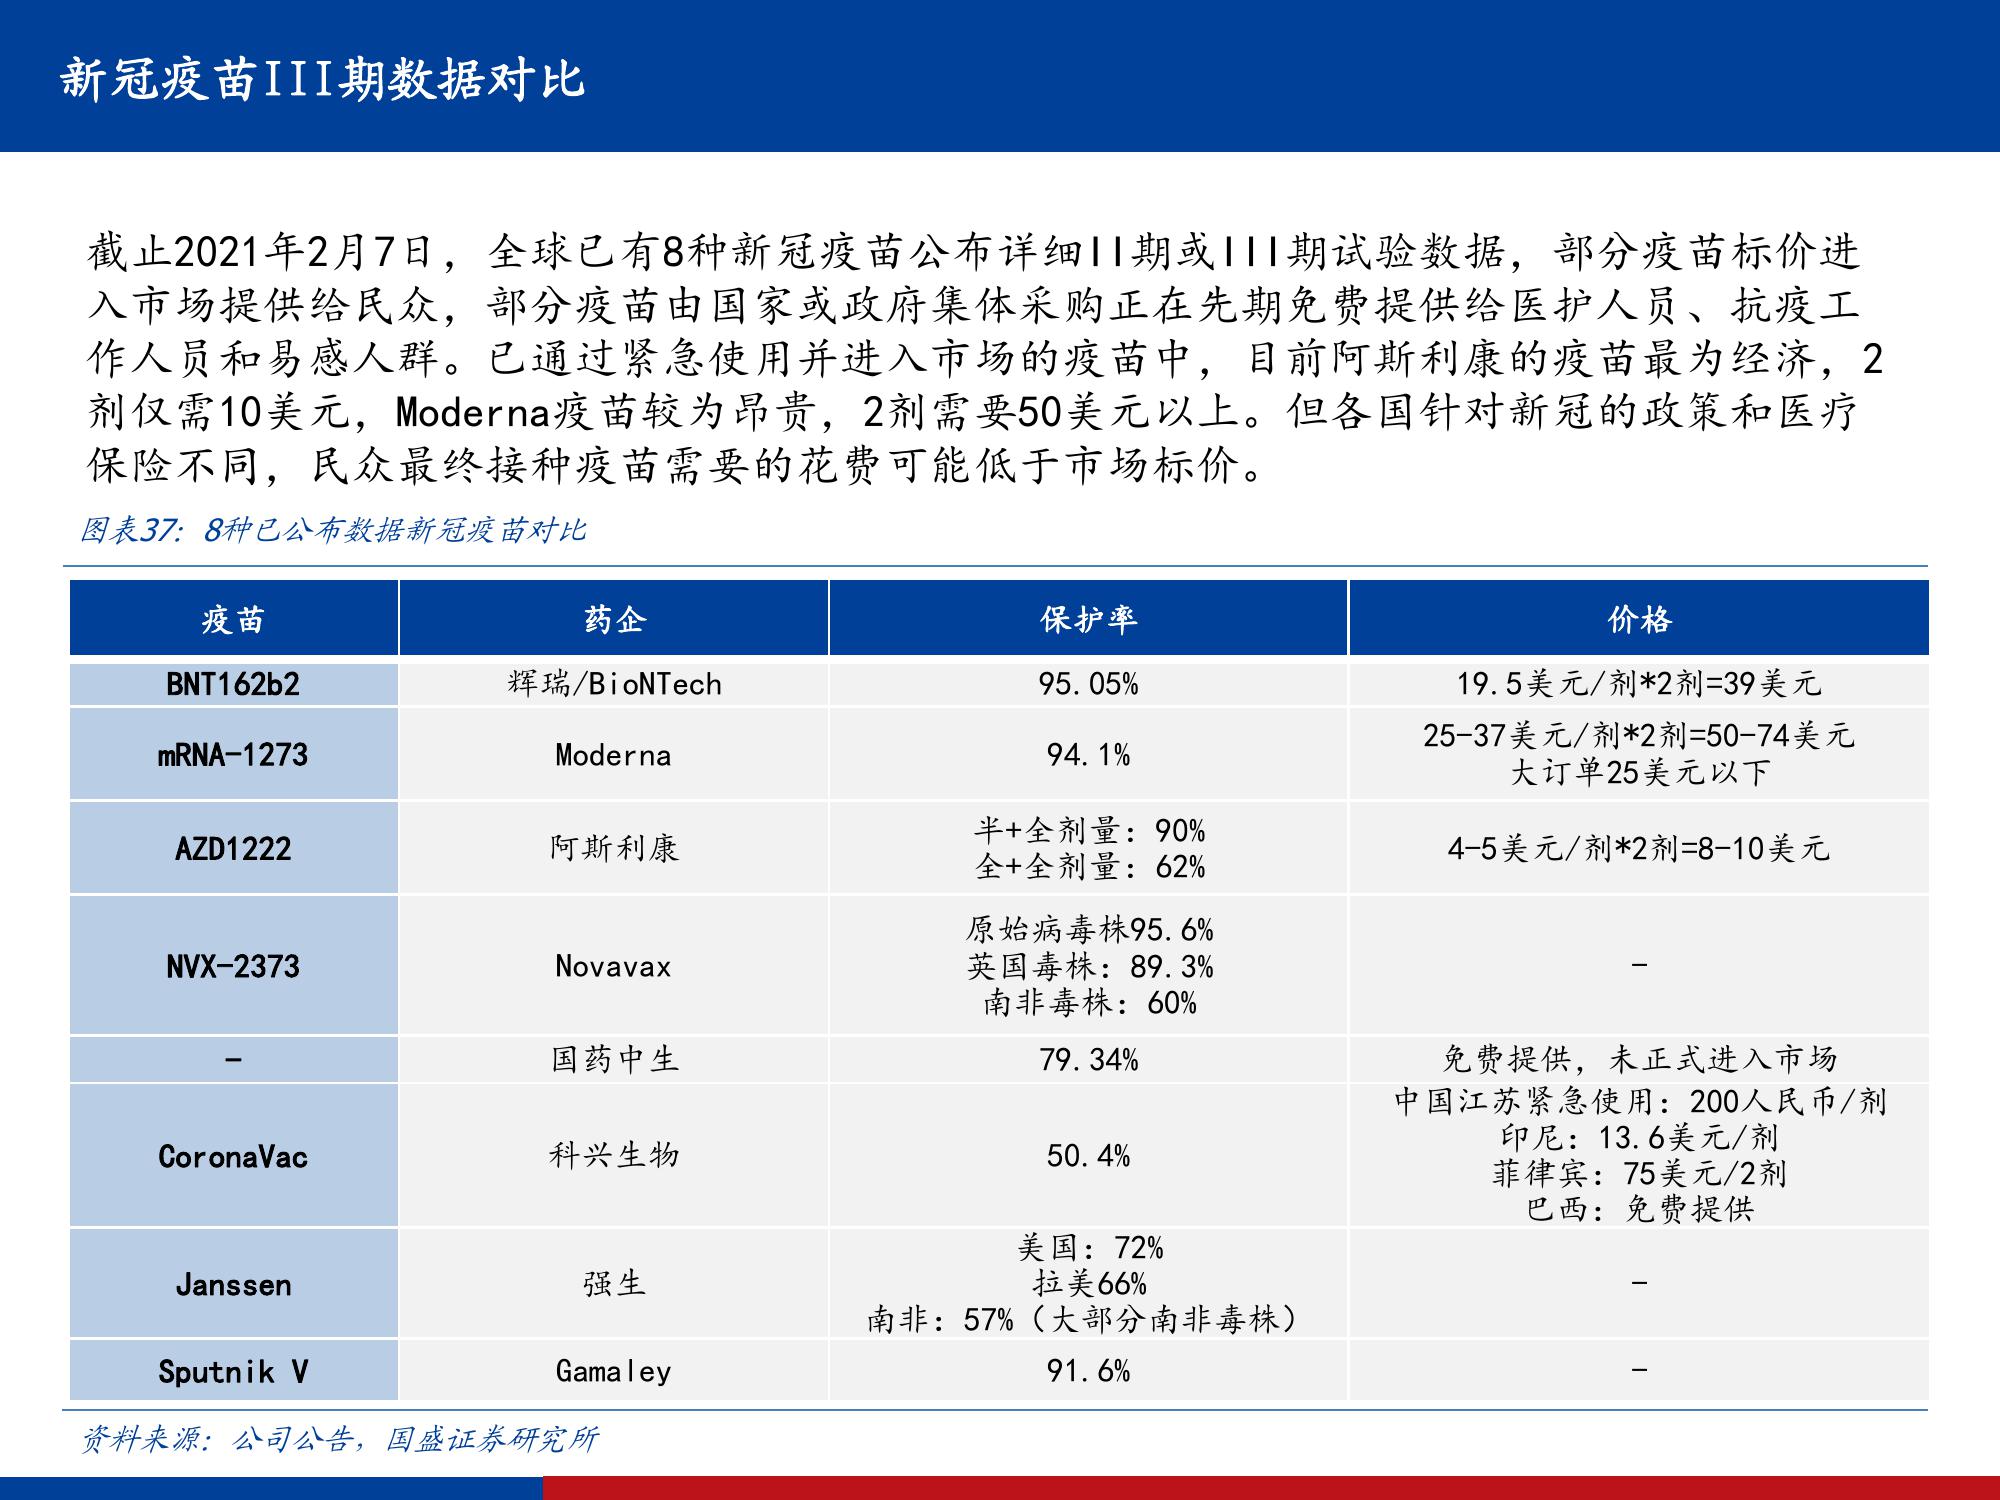 新冠疫苗III期数据对比
截止2021年2月7日，全球已有8种新冠疫苗公布详细II期或III期试验数据，部分疫苗标价进
入市场提供给民众，部分疫苗由国家或政府集体采购正在先期免费提供给医护人员、抗疫工
作人员和易感人群。已通过紧急使用并进入市场的疫苗中，目前阿斯利康的疫苗最为经济，2
剂仅需10美元，Moderna疫苗较为昂贵，2剂需要50美元以上。但各国针对新冠的政策和医疗
保险不同，民众最终接种疫苗需要的花费可能低于市场标价。
图表37：8种已公布数据新冠疫苗对比
疫苗 药企 保护率 价格
BNT162b2 辉瑞/BioNTech 95.05% 19.5美元/剂*2剂=39美元
mRNA-1273 Moderna 94.1% 25-37美元/剂*2剂=50-74美元
大订单25美元以下
AZD1222 阿斯利康 半+全剂量：90% 4-5美元/剂*2剂=8-10美元
全+全剂量：62%
原始病毒株95.6%
NVX-2373 Novavax 英国毒株：89.3% -
南非毒株：60%
- 国药中生 79.34% 免费提供，未正式进入市场
中国江苏紧急使用：200人民币/剂
印尼：13.6美元/剂
CoronaVac 科兴生物 50.4% 菲律宾：75美元/2剂
巴西：免费提供
美国：72%
Janssen 强生 拉美66% -
南非：57%（大部分南非毒株）
Sputnik V Gamaley 91.6% -
资料来源：公司公告，国盛证券研究所